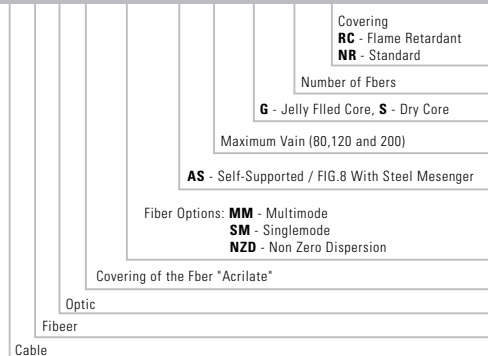 Covering
RC - Flame Retardant
NR - Standard
Number of Fbers
G - Jelly Flled Core, S - Dry Core
Maximum Vain (80,120 and 200)
AS - Self-Supported / FIG.8 With Steel Mesenger
Fiber Options: MM - Multimode
SM - Singlemode
NZD - Non Zero Dispersion
Covering of the Fber "Acrilate"
Optic
Fibeer
Cable